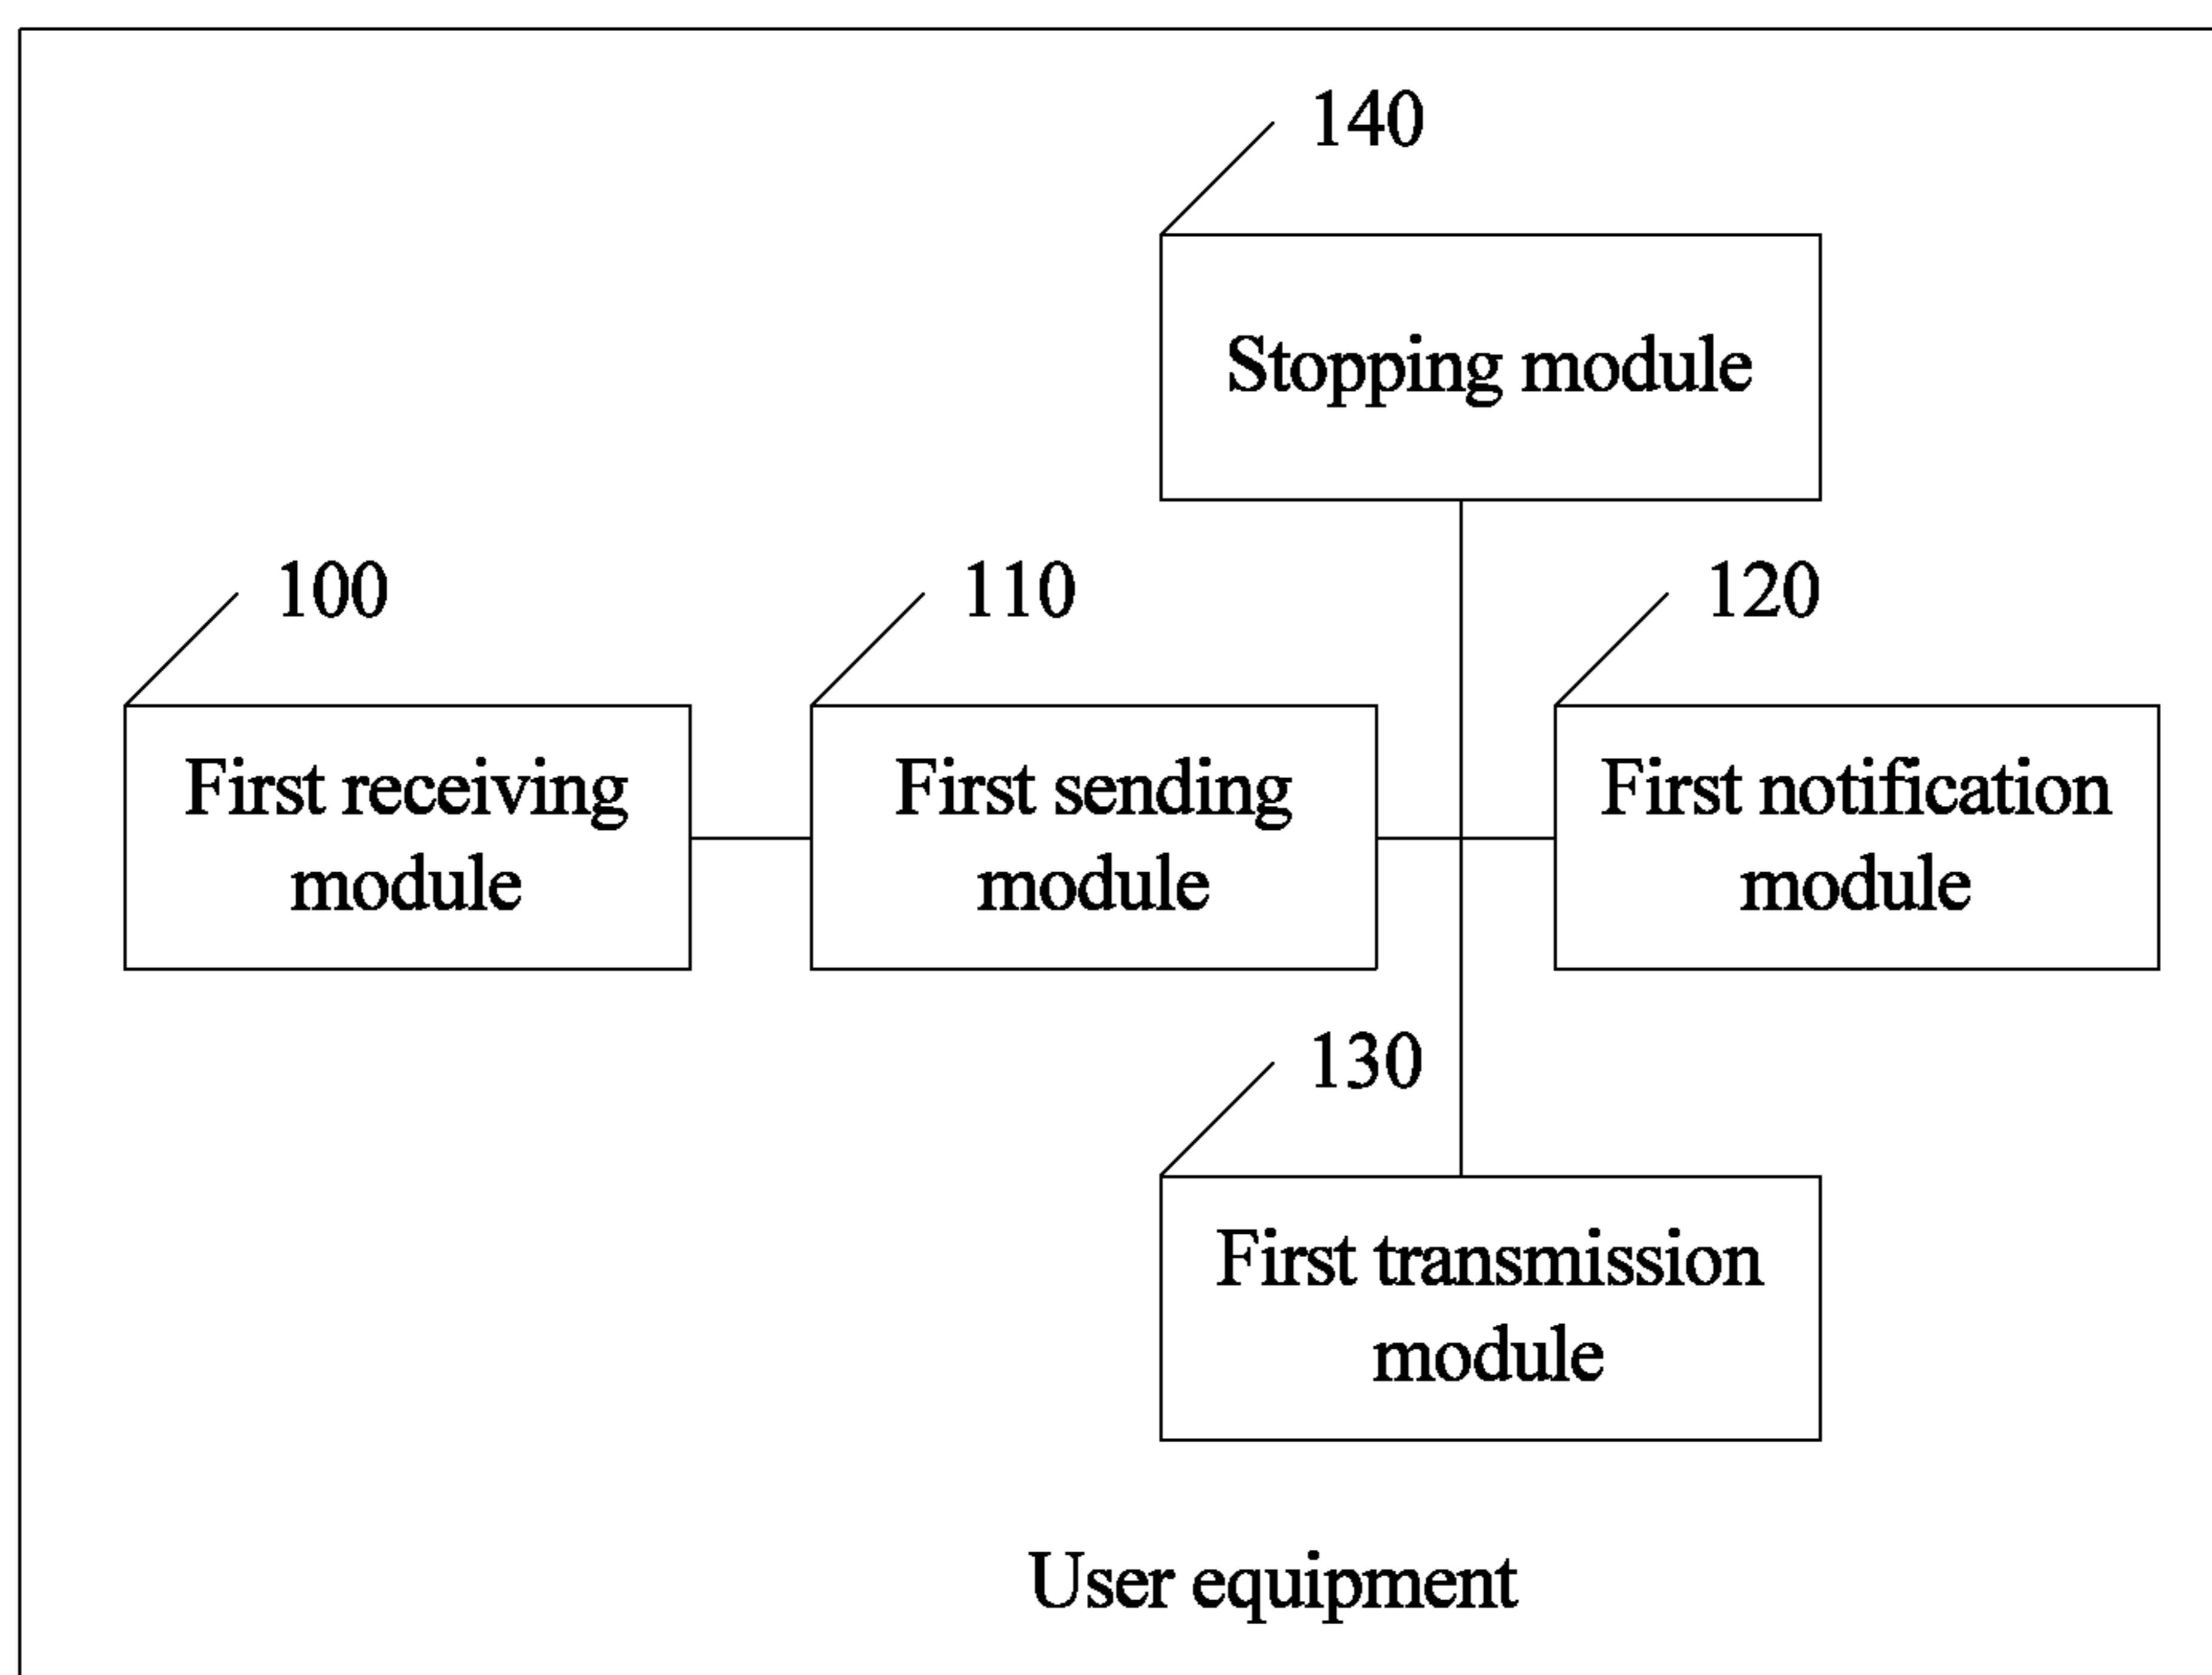 140
Stopping module
100
110
120
First receiving
module
First sending
module
First notification
module
130
First transmission
module
User equipment